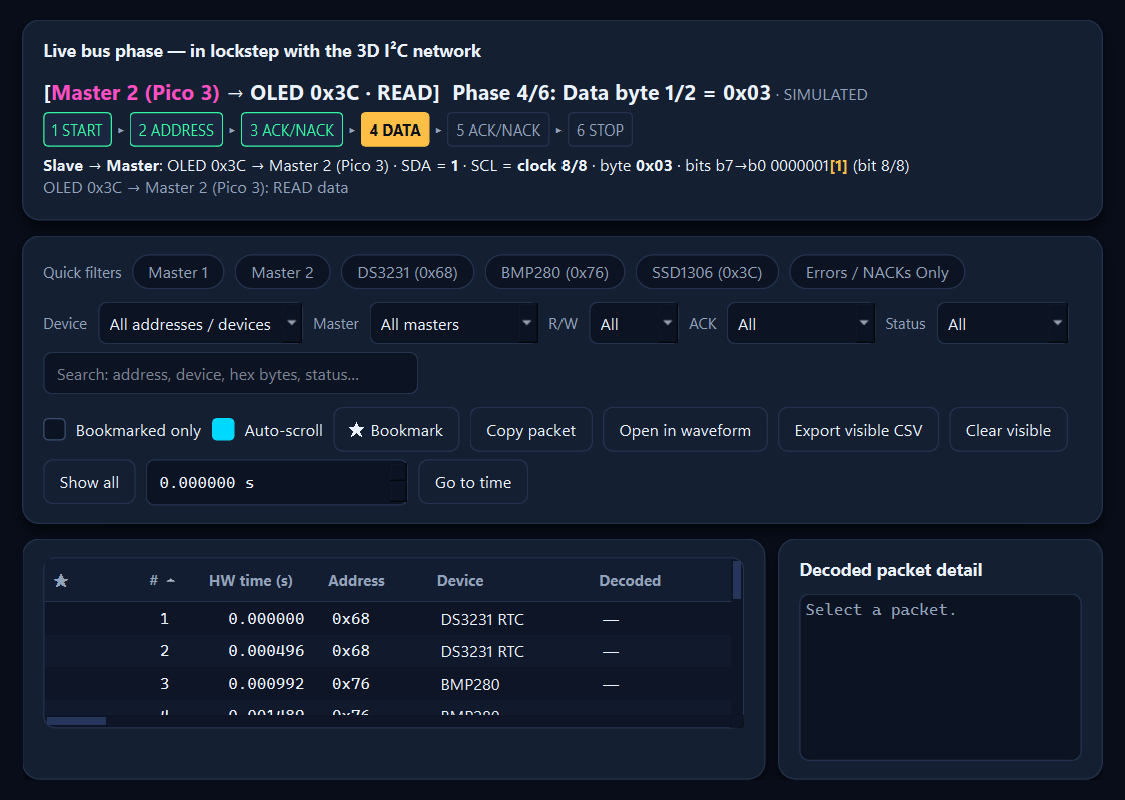 Live bus phase — in lockstep with the 3D I²C network
[Master 2 (Pico 3) → OLED 0x3C · READ] Phase 4/6: Data byte 1/2 = 0x03 · SIMULATED
1 START ▸ 2 ADDRESS ▸ 3 ACK/NACK ▸ 4 DATA ▸ 5 ACK/NACK ▸ 6 STOP
Slave → Master: OLED 0x3C → Master 2 (Pico 3) · SDA = 1 · SCL = clock 8/8 · byte 0x03 · bits b7→b0 0000001[1] (bit 8/8)
OLED 0x3C → Master 2 (Pico 3): READ data
Quick filters Master 1 Master 2 DS3231 (0x68) BMP280 (0x76) SSD1306 (0x3C) Errors / NACKs Only
Device All addresses / devices Master All masters R/W All ACK All Status All
Search: address, device, hex bytes, status...
Bookmarked only Auto-scroll ★ Bookmark Copy packet Open in waveform Export visible CSV Clear visible
Show all 0.000000 s Go to time
★ # HW time (s) Address Device Decoded
1 0.000000 0x68 DS3231 RTC —
2 0.000496 0x68 DS3231 RTC —
3 0.000992 0x76 BMP280 —
4 0.001489 0x76 BMP280
Decoded packet detail
Select a packet.